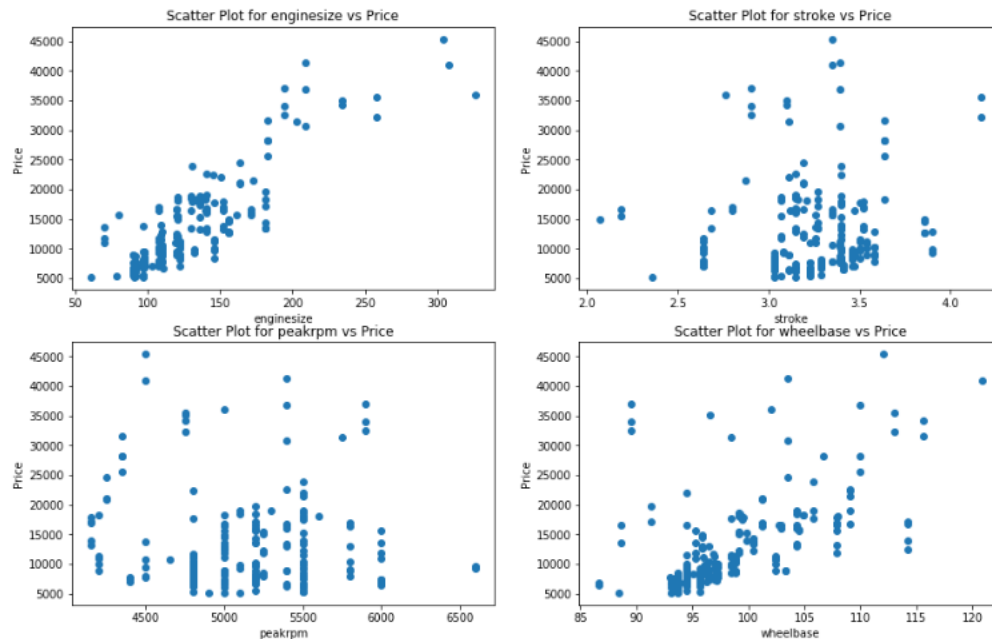 Scatter Plot for enginesize vs Price
Price
45000
40000
35000
30000
25000
20000
15000
10000
5000
50 100 150 200 250 300
enginesize
Scatter Plot for stroke vs Price
Price
45000
40000
35000
30000
25000
20000
15000
10000
5000
2.0 2.5 3.0 3.5 4.0
stroke
Scatter Plot for peakrpm vs Price
Price
45000
40000
35000
30000
25000
20000
15000
10000
5000
4500 5000 5500 6000 6500
peakrpm
Scatter Plot for wheelbase vs Price
Price
45000
40000
35000
30000
25000
20000
15000
10000
5000
85 90 95 100 105 110 115 120
wheelbase